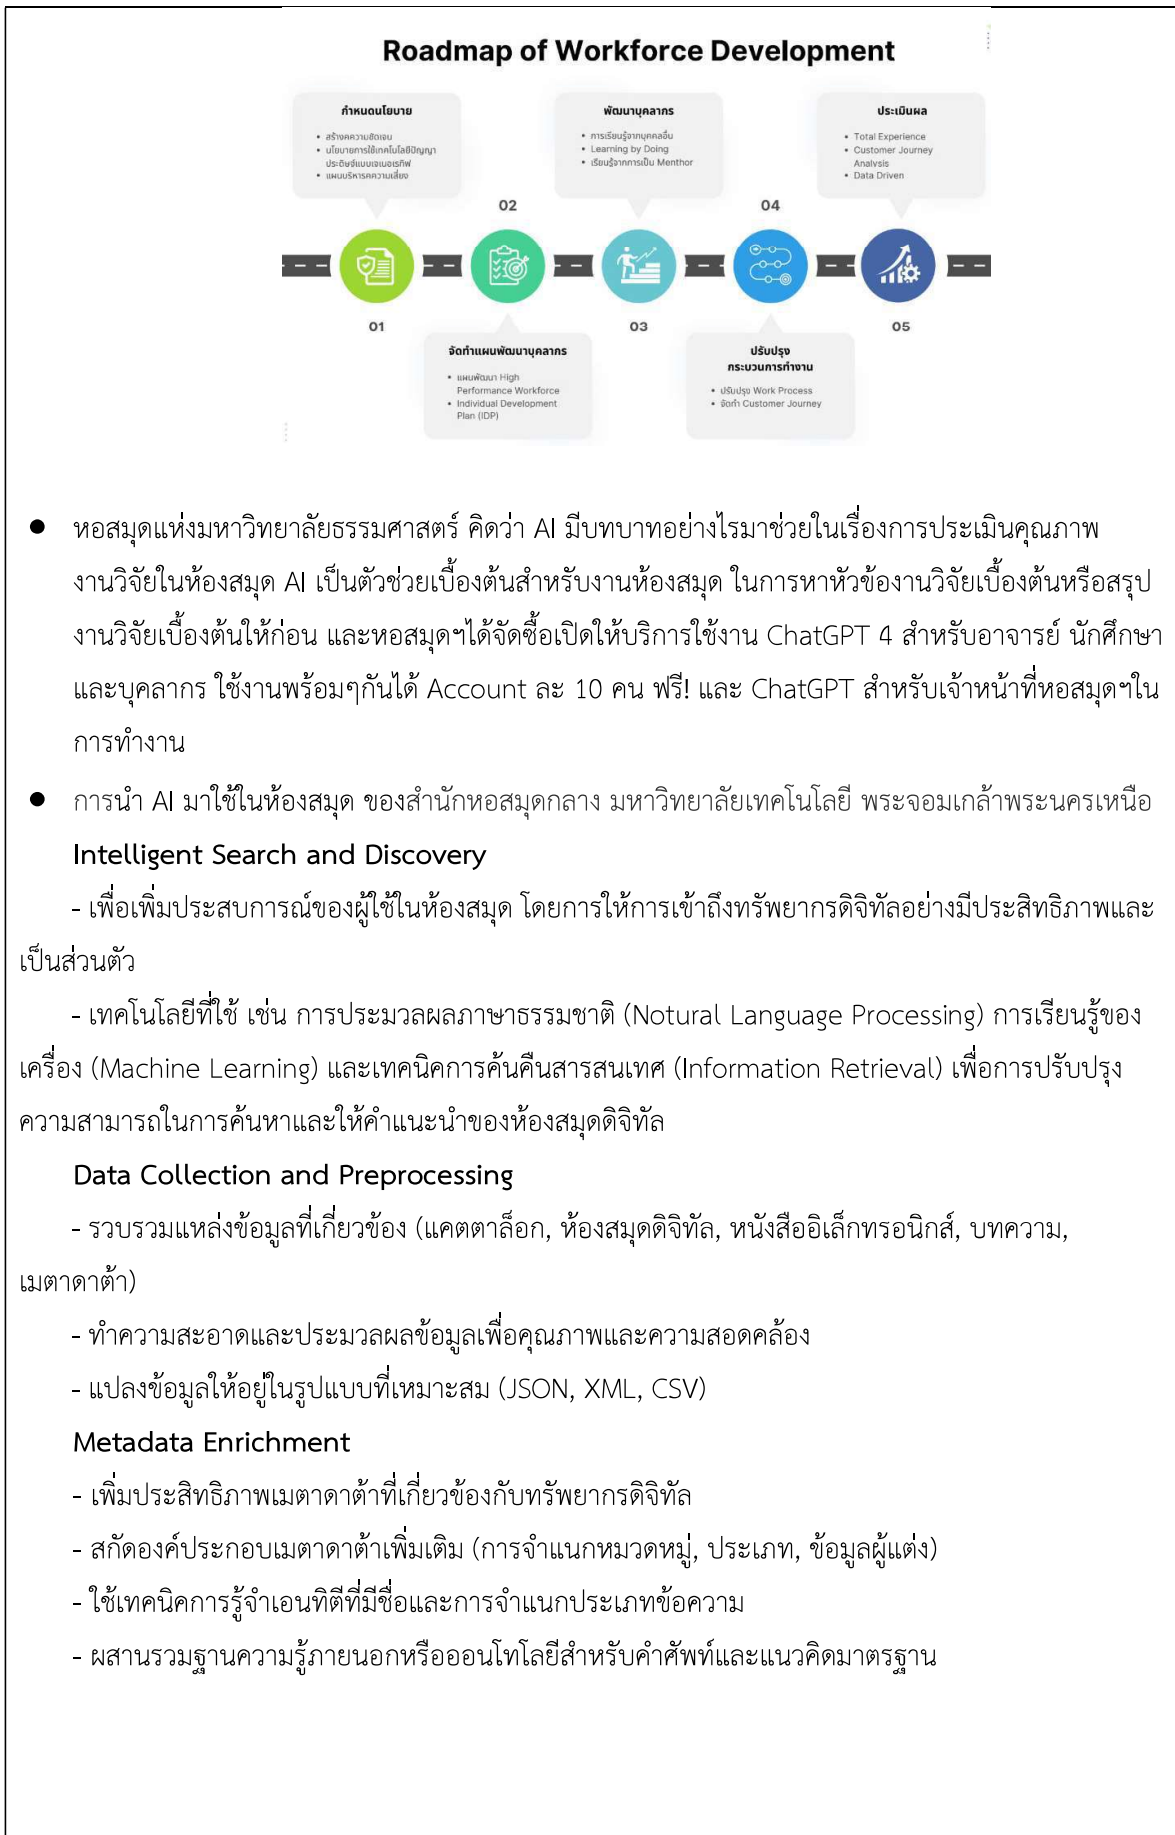 Roadmap of Workforce Development
กำหนดนโยบาย
• สร้างคความชัดเจน
• นโยบายการใช้เทคโนโลยีปัญญา
ประดิษฐ์แบบเจเนอเรทีฟ
• แผนบริหารคความเสี่ยง
01
02
จัดทำแผนพัฒนาบุคลากร
• แผนพัฒนา High
Performance Workforce
• Individual Development
Plan (IDP)
พัฒนาบุคลากร
• การเรียนรู้จากบุคคลอื่น
• Learning by Doing
• เรียนรู้จากการเป็น Menthor
03
04
ปรับปรุง
กระบวนการทำงาน
• ปรับปรุง Work Process
• จัดทำ Customer Journey
ประเมินผล
• Total Experience
• Customer Journey
Analysis
• Data Driven
05
● หอสมุดแห่งมหาวิทยาลัยธรรมศาสตร์ คิดว่า AI มีบทบาทอย่างไรมาช่วยในเรื่องการประเมินคุณภาพ
งานวิจัยในห้องสมุด AI เป็นตัวช่วยเบื้องต้นสำหรับงานห้องสมุด ในการหาหัวข้องานวิจัยเบื้องต้นหรือสรุป
งานวิจัยเบื้องต้นให้ก่อน และหอสมุดฯได้จัดซื้อเปิดให้บริการใช้งาน ChatGPT 4 สำหรับอาจารย์ นักศึกษา
และบุคลากร ใช้งานพร้อมๆกันได้ Account ละ 10 คน ฟรี! และ ChatGPT สำหรับเจ้าหน้าที่หอสมุดฯใน
การทำงาน
● การนำ AI มาใช้ในห้องสมุด ของสำนักหอสมุดกลาง มหาวิทยาลัยเทคโนโลยี พระจอมเกล้าพระนครเหนือ
Intelligent Search and Discovery
- เพื่อเพิ่มประสบการณ์ของผู้ใช้ในห้องสมุด โดยการให้การเข้าถึงทรัพยากรดิจิทัลอย่างมีประสิทธิภาพและ
เป็นส่วนตัว
- เทคโนโลยีที่ใช้ เช่น การประมวลผลภาษาธรรมชาติ (Notural Language Processing) การเรียนรู้ของ
เครื่อง (Machine Learning) และเทคนิคการค้นคืนสารสนเทศ (Information Retrieval) เพื่อการปรับปรุง
ความสามารถในการค้นหาและให้คำแนะนำของห้องสมุดดิจิทัล
Data Collection and Preprocessing
- รวบรวมแหล่งข้อมูลที่เกี่ยวข้อง (แคตตาล็อก, ห้องสมุดดิจิทัล, หนังสืออิเล็กทรอนิกส์, บทความ,
เมตาดาต้า)
- ทำความสะอาดและประมวลผลข้อมูลเพื่อคุณภาพและความสอดคล้อง
- แปลงข้อมูลให้อยู่ในรูปแบบที่เหมาะสม (JSON, XML, CSV)
Metadata Enrichment
- เพิ่มประสิทธิภาพเมตาดาต้าที่เกี่ยวข้องกับทรัพยากรดิจิทัล
- สกัดองค์ประกอบเมตาดาต้าเพิ่มเติม (การจำแนกหมวดหมู่, ประเภท, ข้อมูลผู้แต่ง)
- ใช้เทคนิคการรู้จำเอนทิตีที่มีชื่อและการจำแนกประเภทข้อความ
- ผสานรวมฐานความรู้ภายนอกหรือออนโทโลยีสำหรับคำศัพท์และแนวคิดมาตรฐาน